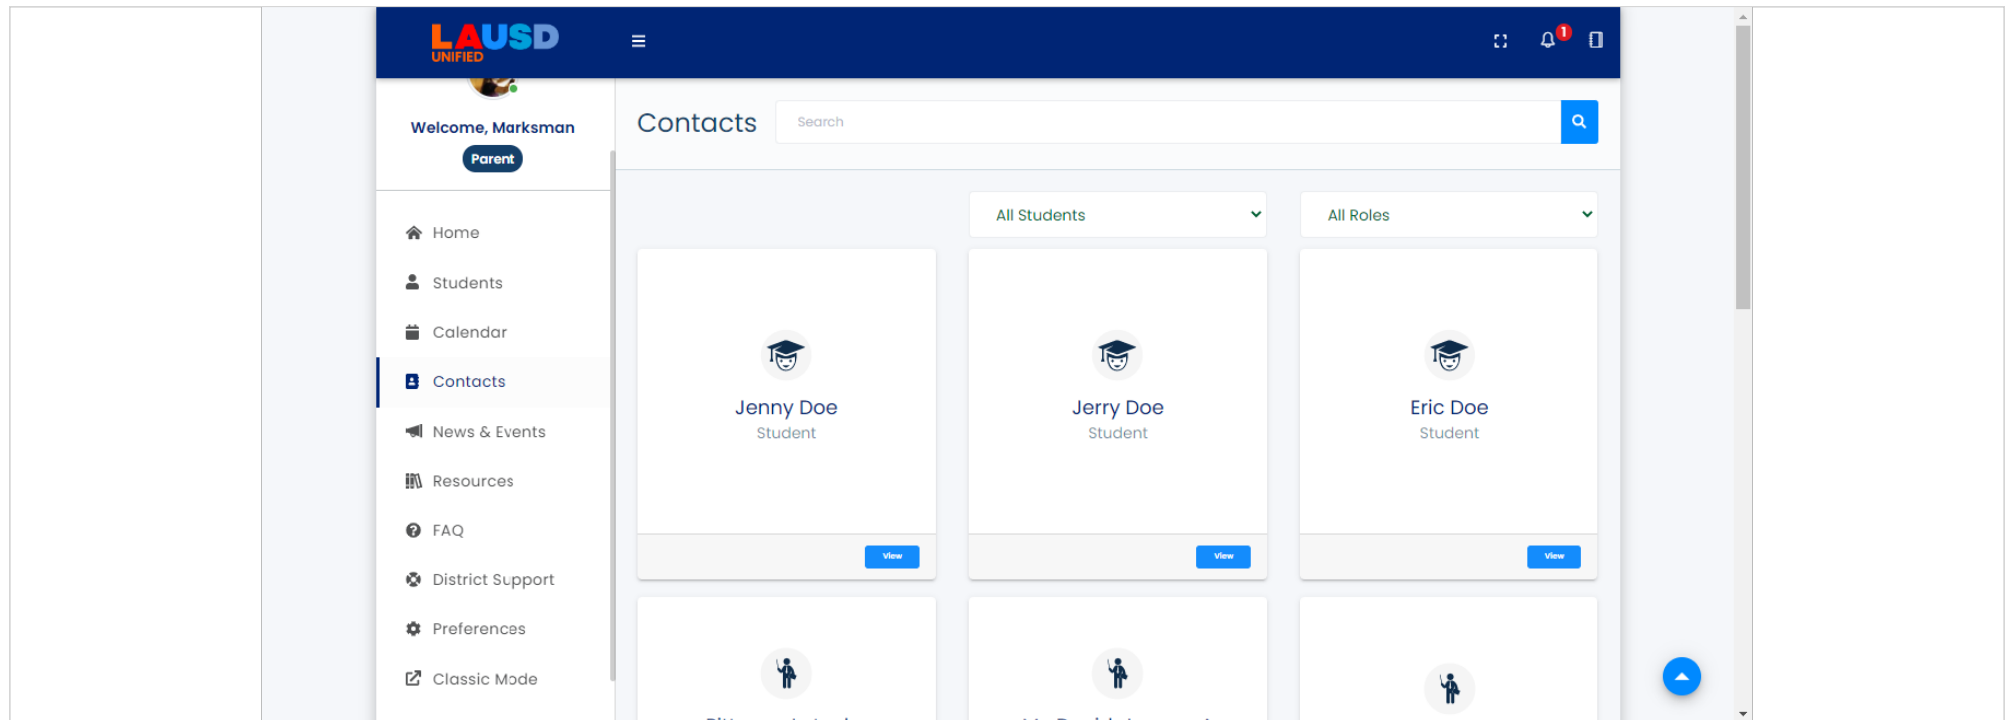 LAUSD
UNIFIED
1
Welcome, Marksman
Parent
Home
Students
Calendar
Contacts
News & Events
Resources
FAQ
District Support
Preferences
Classic Mode
Contacts
Search
All Students
All Roles
Jenny Doe
Student
View
Jerry Doe
Student
View
Eric Doe
Student
View